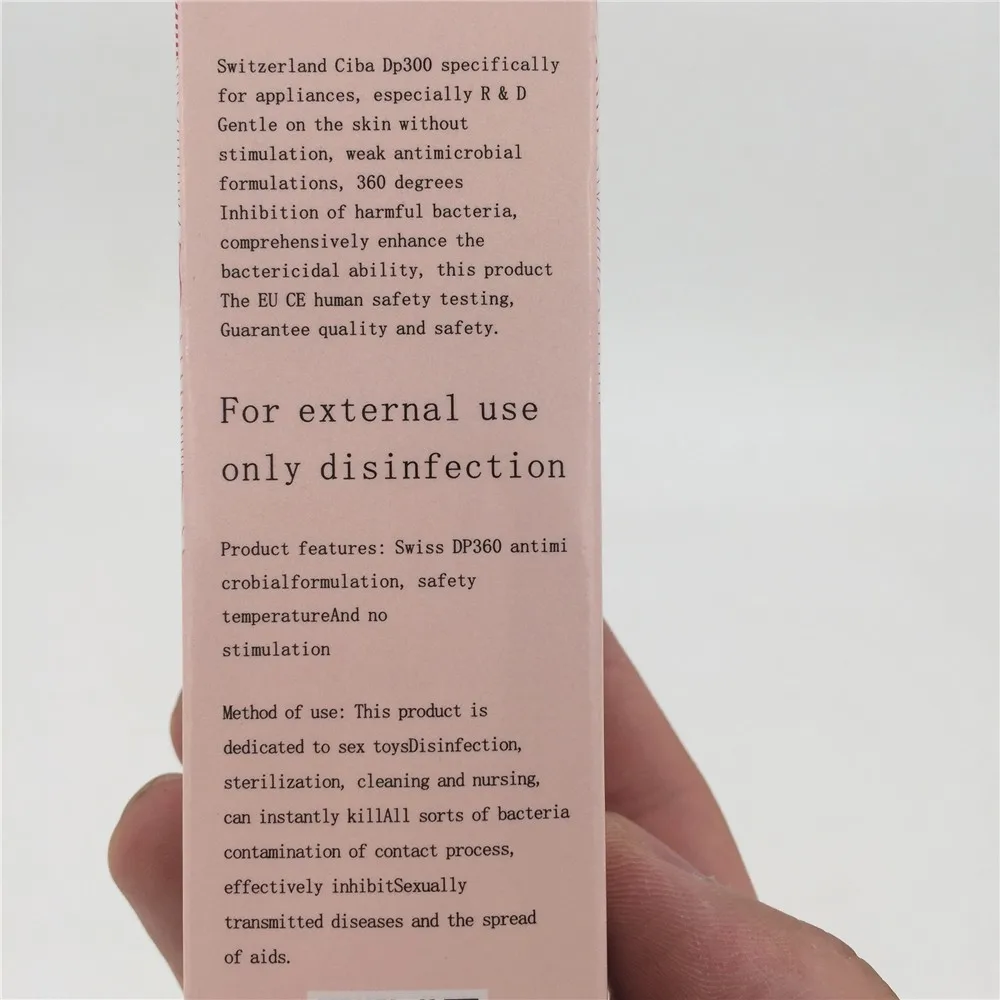 Switzerland Ciba Dp300 specifically
for appliances, especially R & D
Gentle on the skin without
stimulation, weak antimicrobial
formulations, 360 degrees
Inhibition of harmful bacteria,
comprehensively enhance the
bactericidal ability, this product
The EU CE human safety testing,
Guarantee quality and safety.
For external use
only disinfection
Product features: Swiss DP360 antimi
crobialformulation, safety
temperatureAnd no
stimulation
Method of use: This product is
dedicated to sex toysDisinfection,
sterilization, cleaning and nursing,
can instantly killAll sorts of bacteria
contamination of contact process,
effectively inhibitSexually
transmitted diseases and the spread
of aids.